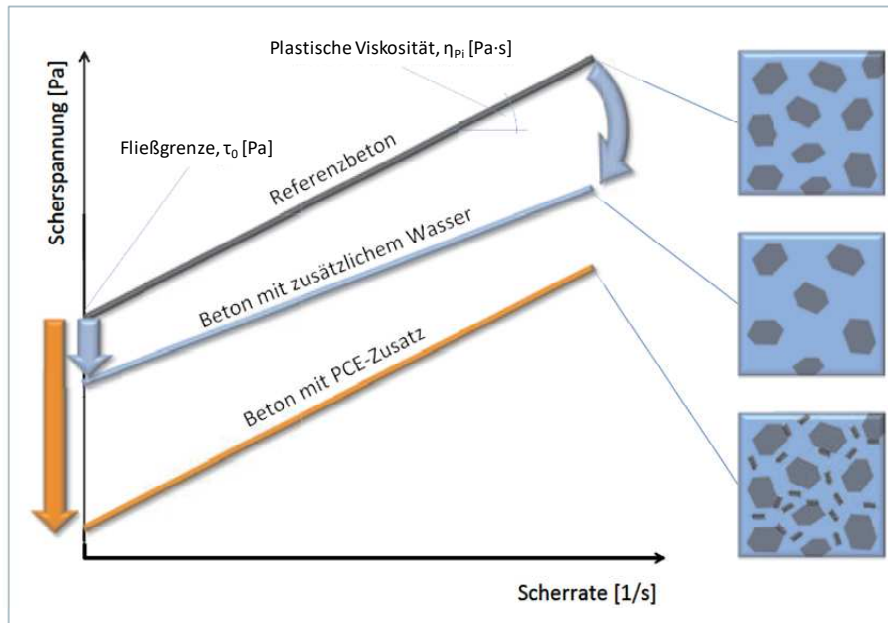 Plastische Viskosität, ηPi [Pa·s]
Scherspannung [Pa]
Fließgrenze, τ0 [Pa]
Referenzbeton
Beton mit zusätzlichem Wasser
Beton mit PCE-Zusatz
Scherrate [1/s]